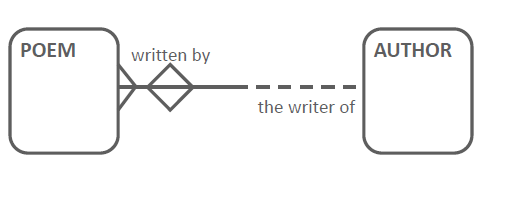 POEM
written by
AUTHOR
the writer of